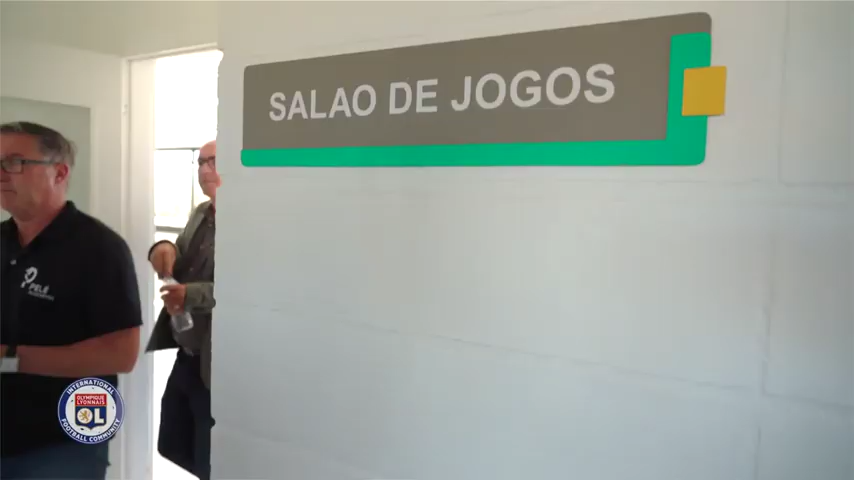 SALAO DE JOGOS
PELÉ
INTERNATIONAL
OLYMPIQUE
LYONNAIS
OL
FOOTBALL COMMUNITY